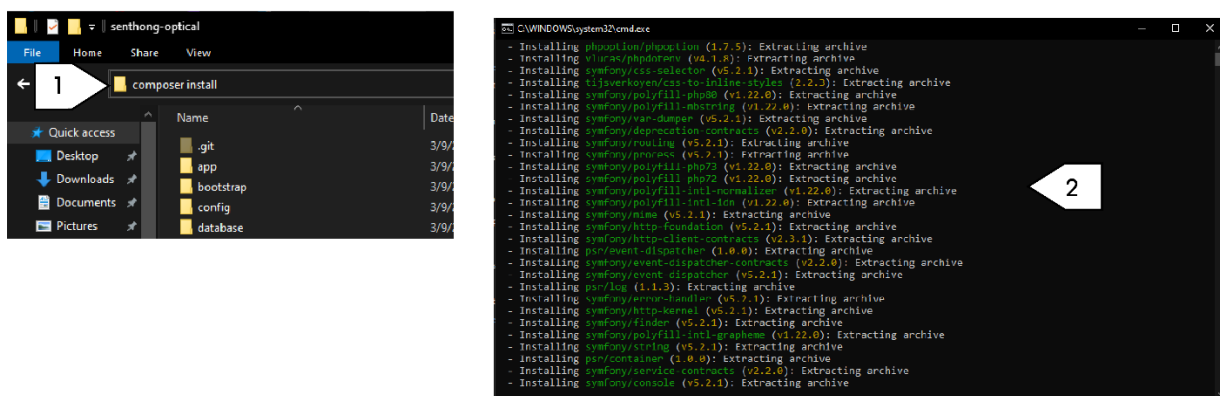 senthong-optical
File Home Share View
1
composer install
Name Date
Quick access
.git 3/9/
Desktop
app 3/9/
Downloads
bootstrap 3/9/
Documents
config 3/9/
Pictures
database 3/9/
C:\WINDOWS\system32\cmd.exe
- Installing phpoption/phpoption (1.7.5): Extracting archive
- Installing vlucas/phpdotenv (v4.1.8): Extracting archive
- Installing symfony/css-selector (v5.2.1): Extracting archive
- Installing tijsverkoyen/css-to-inline-styles (2.2.3): Extracting archive
- Installing symfony/polyfill-php80 (v1.22.0): Extracting archive
- Installing symfony/polyfill-mbstring (v1.22.0): Extracting archive
- Installing symfony/var-dumper (v5.2.1): Extracting archive
- Installing symfony/deprecation-contracts (v2.2.0): Extracting archive
- Installing symfony/routing (v5.2.1): Extracting archive
- Installing symfony/process (v5.2.1): Extracting archive
- Installing symfony/polyfill-php73 (v1.22.0): Extracting archive
- Installing symfony/polyfill-php72 (v1.22.0): Extracting archive
- Installing symfony/polyfill-intl-normalizer (v1.22.0): Extracting archive
- Installing symfony/polyfill-intl-idn (v1.22.0): Extracting archive
- Installing symfony/mime (v5.2.1): Extracting archive
- Installing symfony/http-foundation (v5.2.1): Extracting archive
- Installing symfony/http-client-contracts (v2.3.1): Extracting archive
- Installing psr/event-dispatcher (1.0.0): Extracting archive
- Installing symfony/event-dispatcher-contracts (v2.2.0): Extracting archive
- Installing symfony/event-dispatcher (v5.2.1): Extracting archive
- Installing psr/log (1.1.3): Extracting archive
- Installing symfony/error-handler (v5.2.1): Extracting archive
- Installing symfony/http-kernel (v5.2.1): Extracting archive
- Installing symfony/finder (v5.2.1): Extracting archive
- Installing symfony/polyfill-intl-grapheme (v1.22.0): Extracting archive
- Installing symfony/string (v5.2.1): Extracting archive
- Installing psr/container (1.0.0): Extracting archive
- Installing symfony/service-contracts (v2.2.0): Extracting archive
- Installing symfony/console (v5.2.1): Extracting archive
2